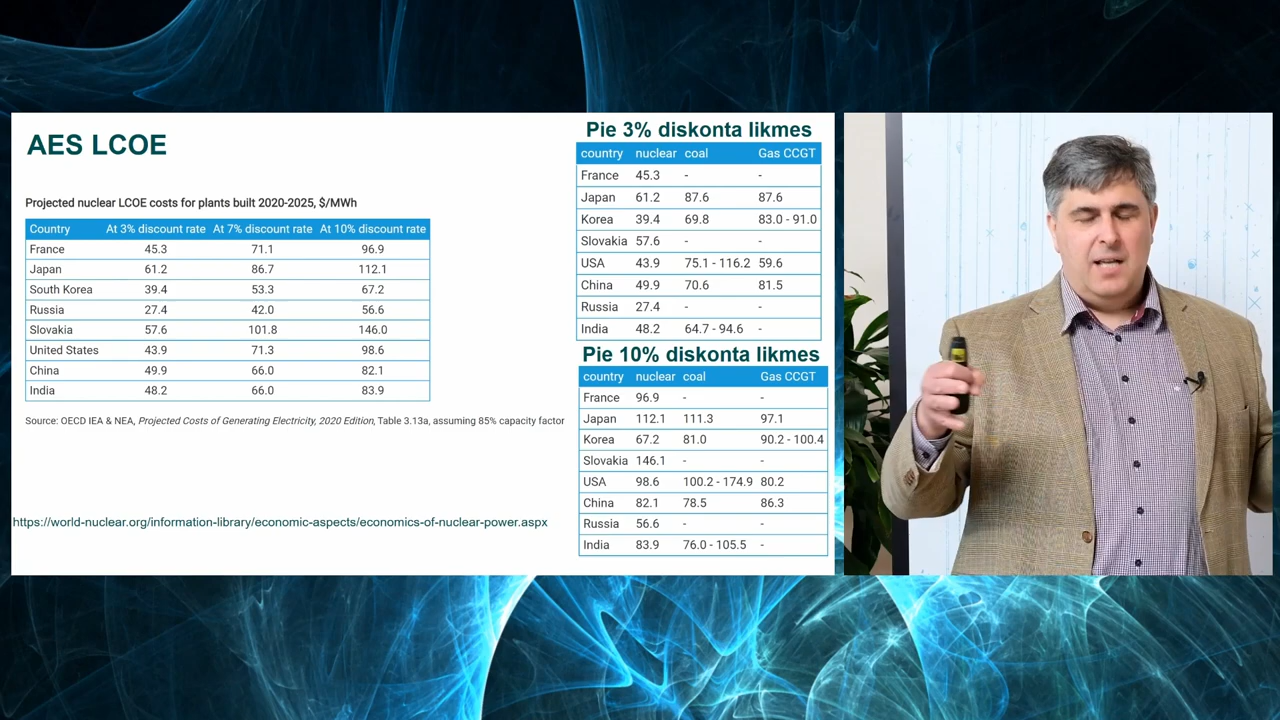 AES LCOE
Projected nuclear LCOE costs for plants built 2020-2025, $/MWh
Country At 3% discount rate At 7% discount rate At 10% discount rate
France 45.3 71.1 96.9
Japan 61.2 86.7 112.1
South Korea 39.4 53.3 67.2
Russia 27.4 42.0 56.6
Slovakia 57.6 101.8 146.0
United States 43.9 71.3 98.6
China 49.9 66.0 82.1
India 48.2 66.0 83.9
Source: OECD IEA & NEA, Projected Costs of Generating Electricity, 2020 Edition, Table 3.13a, assuming 85% capacity factor
https://world-nuclear.org/information-library/economic-aspects/economics-of-nuclear-power.aspx
Pie 3% diskonta likmes
country nuclear coal Gas CCGT
France 45.3 - -
Japan 61.2 87.6 87.6
Korea 39.4 69.8 83.0 - 91.0
Slovakia 57.6 - -
USA 43.9 75.1 - 116.2 59.6
China 49.9 70.6 81.5
Russia 27.4 - -
India 48.2 64.7 - 94.6 -
Pie 10% diskonta likmes
country nuclear coal Gas CCGT
France 96.9 - -
Japan 112.1 111.3 97.1
Korea 67.2 81.0 90.2 - 100.4
Slovakia 146.1 - -
USA 98.6 100.2 - 174.9 80.2
China 82.1 78.5 86.3
Russia 56.6 - -
India 83.9 76.0 - 105.5 -